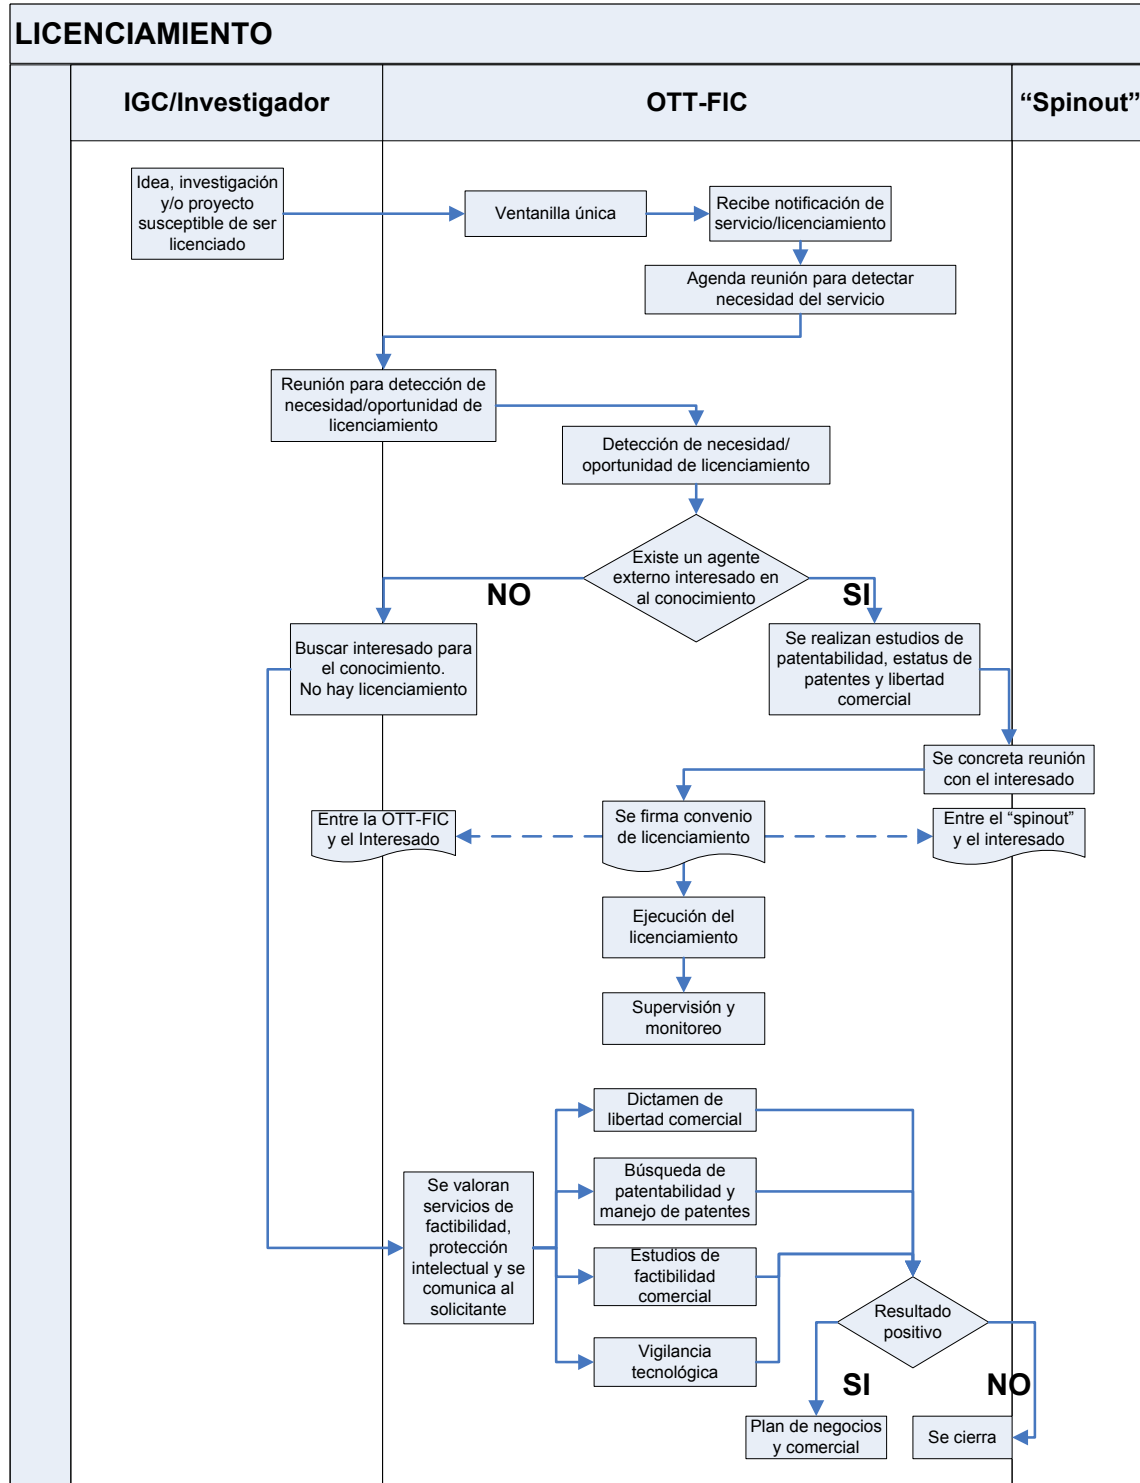 LICENCIAMIENTO
IGC/Investigador
OTT-FIC
“Spinout”
Idea, investigación
y/o proyecto
susceptible de ser
licenciado
Ventanilla única
Recibe notificación de
servicio/licenciamiento
Agenda reunión para detectar
necesidad del servicio
Reunión para detección de
necesidad/oportunidad de
licenciamiento
Detección de necesidad/
oportunidad de licenciamiento
Existe un agente
externo interesado en
al conocimiento
NO
SI
Buscar interesado para
el conocimiento.
No hay licenciamiento
Se realizan estudios de
patentabilidad, estatus de
patentes y libertad
comercial
Se concreta reunión
con el interesado
Entre la OTT-FIC
y el Interesado
Se firma convenio
de licenciamiento
Entre el “spinout”
y el interesado
Ejecución del
licenciamiento
Supervisión y
monitoreo
Dictamen de
libertad comercial
Búsqueda de
patentabilidad y
manejo de patentes
Se valoran
servicios de
factibilidad,
protección
intelectual y se
comunica al
solicitante
Estudios de
factibilidad
comercial
Vigilancia
tecnológica
Resultado
positivo
SI
NO
Plan de negocios
y comercial
Se cierra